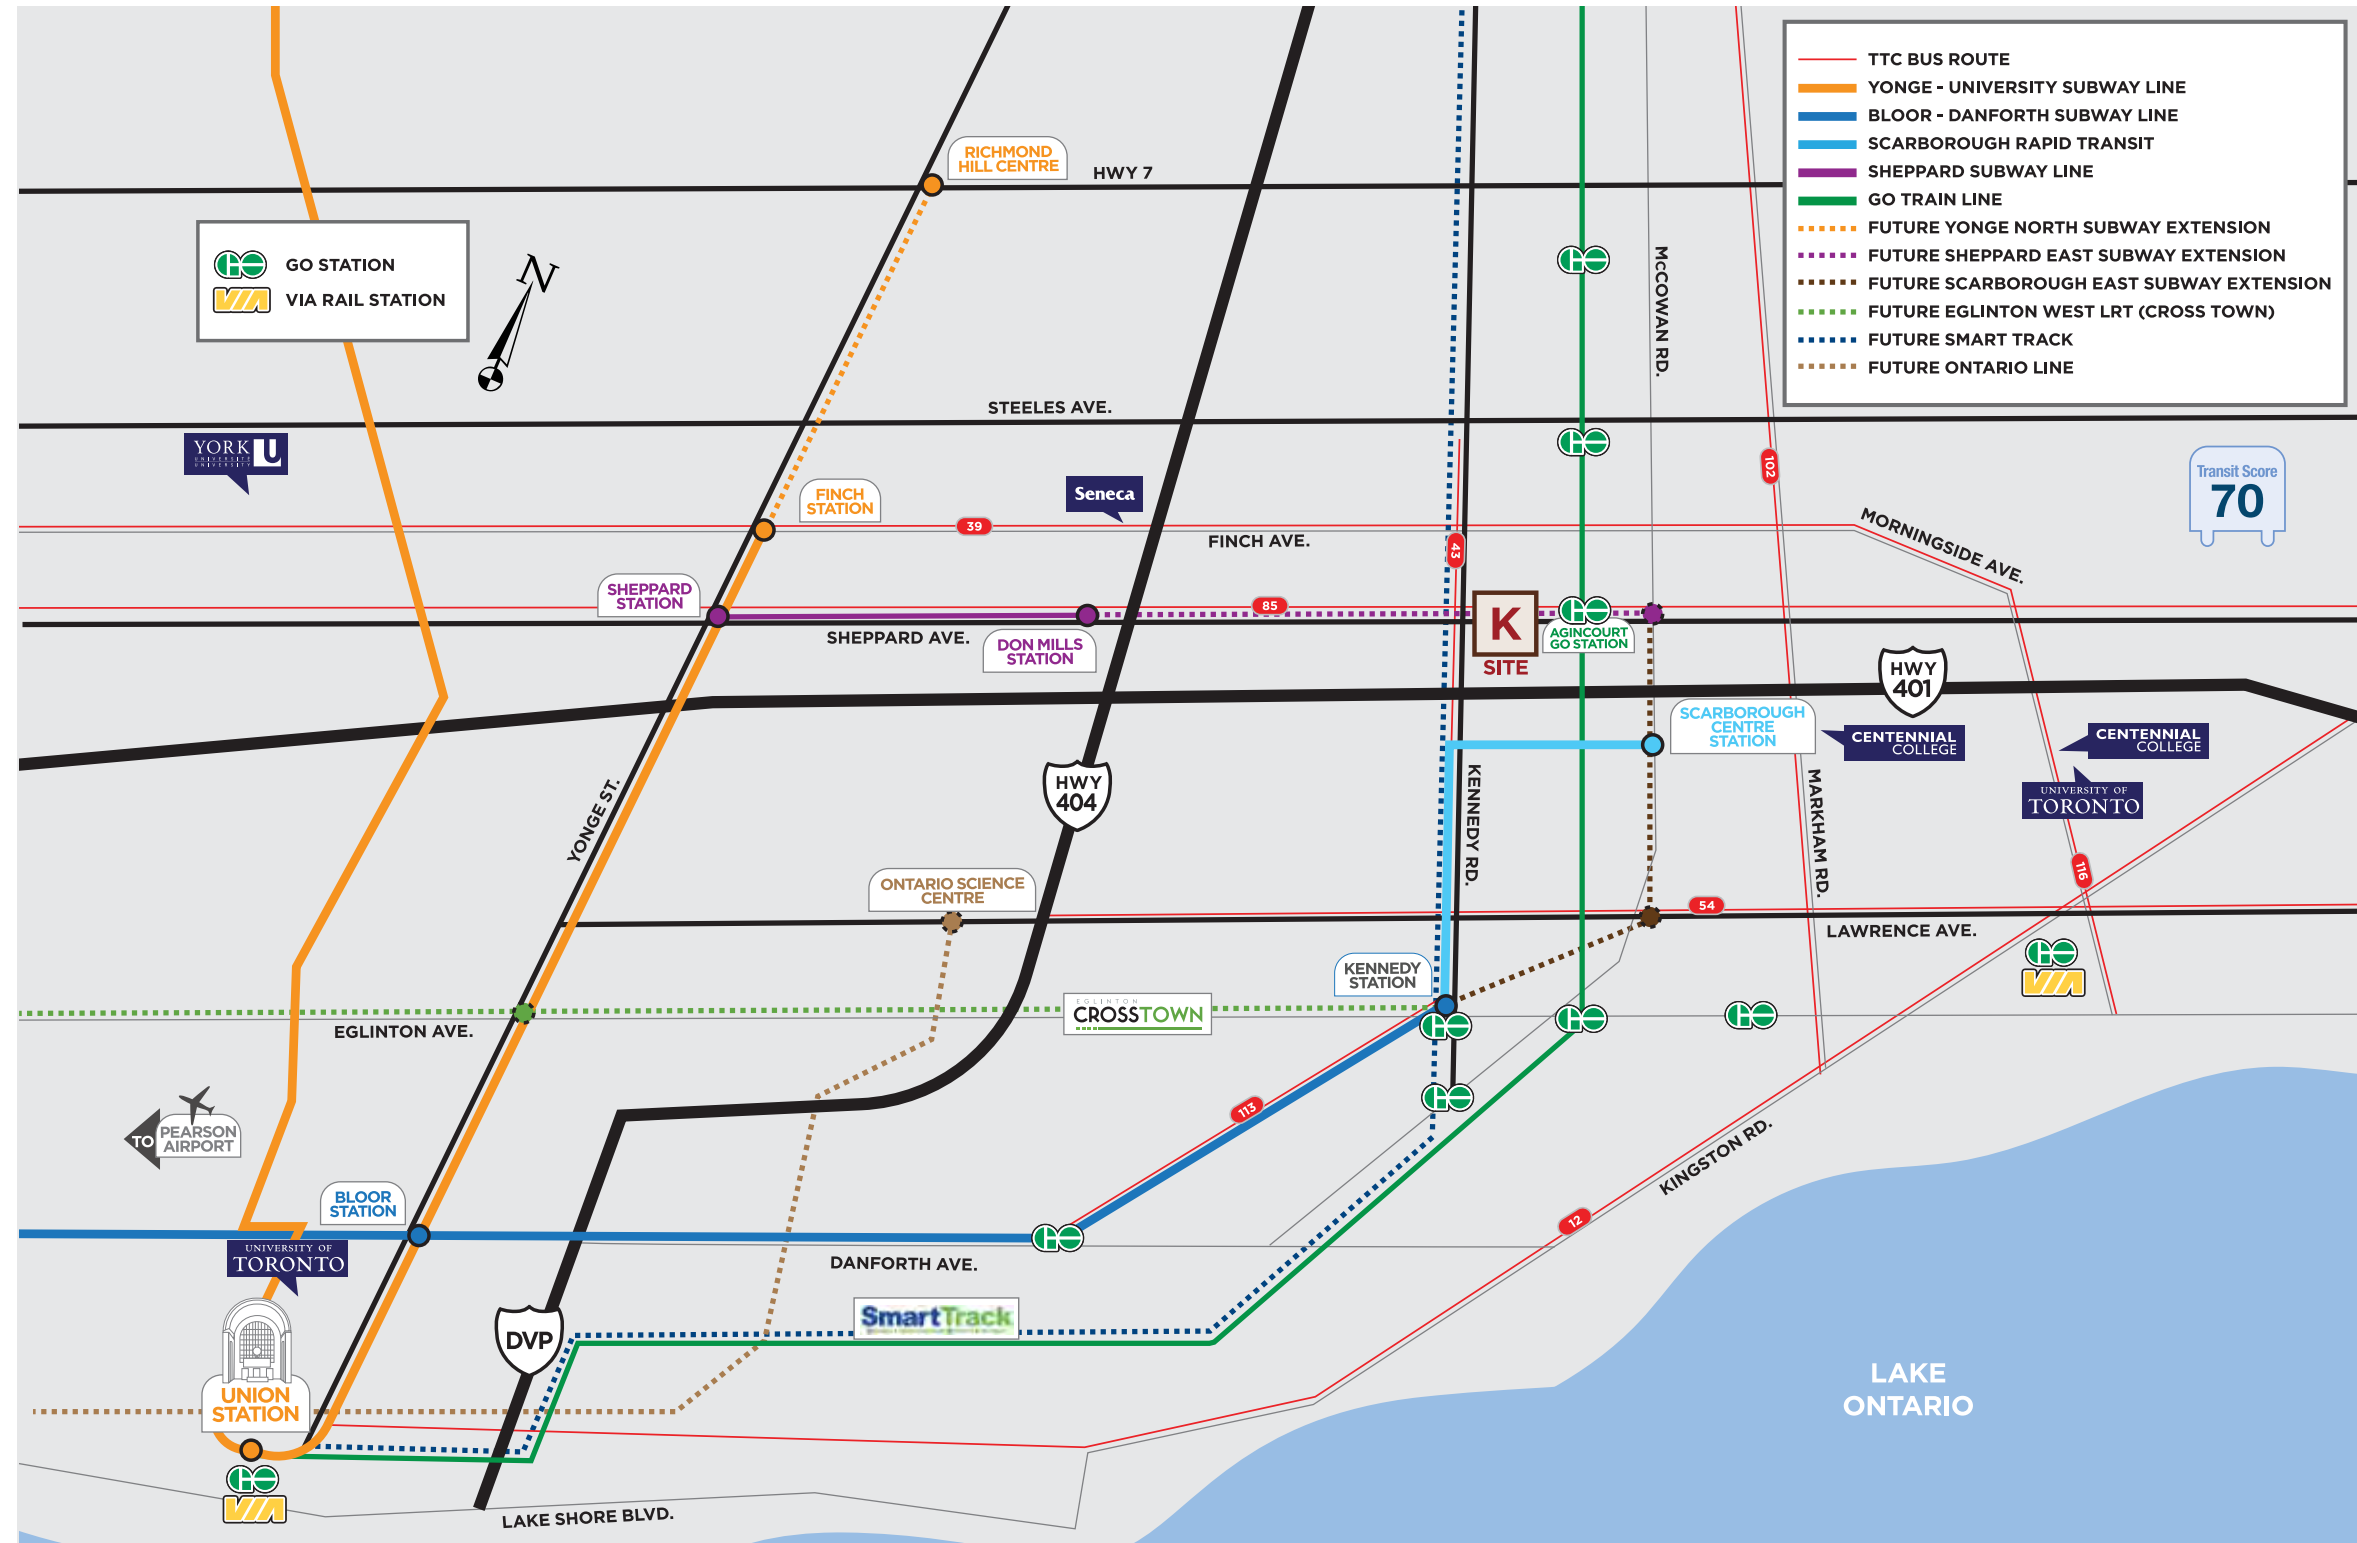 TTC BUS ROUTE
YONGE - UNIVERSITY SUBWAY LINE
BLOOR - DANFORTH SUBWAY LINE
SCARBOROUGH RAPID TRANSIT
SHEPPARD SUBWAY LINE
GO TRAIN LINE
FUTURE YONGE NORTH SUBWAY EXTENSION
FUTURE SHEPPARD EAST SUBWAY EXTENSION
FUTURE SCARBOROUGH EAST SUBWAY EXTENSION
FUTURE EGLINTON WEST LRT (CROSS TOWN)
FUTURE SMART TRACK
FUTURE ONTARIO LINE
RICHMOND
HILL CENTRE
HWY 7
GO STATION
VIA
VIA RAIL STATION
N
McCOWAN RD.
STEELES AVE.
YORK U
UNIVERSITÉ
UNIVERSITY
102
Transit Score
70
FINCH
STATION
Seneca
39
FINCH AVE.
43
MORNINGSIDE AVE.
SHEPPARD
STATION
85
SHEPPARD AVE.
DON MILLS
STATION
K
SITE
AGINCOURT
GO STATION
HWY
401
SCARBOROUGH
CENTRE
STATION
CENTENNIAL
COLLEGE
CENTENNIAL
COLLEGE
UNIVERSITY OF
TORONTO
HWY
404
YONGE ST.
KENNEDY RD.
MARKHAM RD.
116
ONTARIO SCIENCE
CENTRE
54
LAWRENCE AVE.
KENNEDY
STATION
VIA
EGLINTON
CROSSTOWN
EGLINTON AVE.
TO
PEARSON
AIRPORT
113
KINGSTON RD.
12
BLOOR
STATION
UNIVERSITY OF
TORONTO
DANFORTH AVE.
SmartTrack
DVP
UNION
STATION
LAKE
ONTARIO
VIA
LAKE SHORE BLVD.